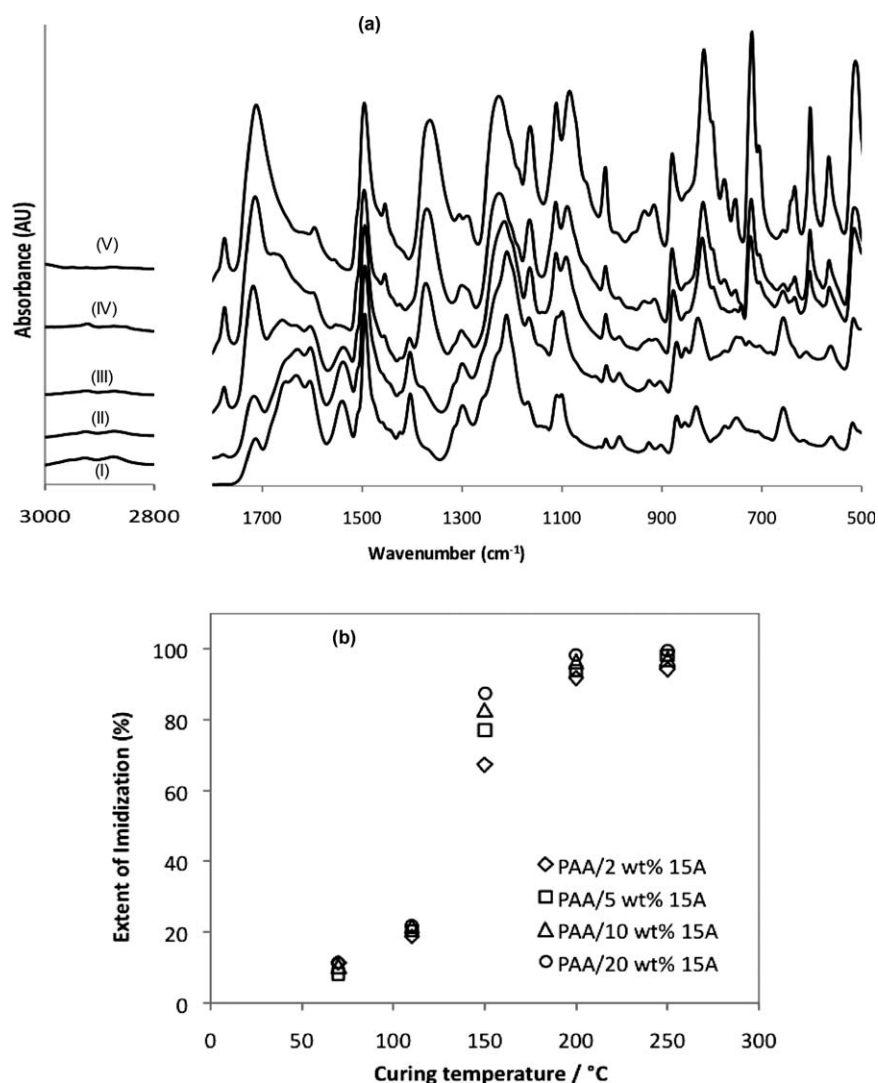 (a)
Absorbance (AU)
(V)
(IV)
(III)
(II)
(I)
3000 2800 1700 1500 1300 1100 900 700 500
Wavenumber (cm⁻¹)
(b)
Extent of Imidization (%)
100
80
60
40
20
0
PAA/2 wt% 15A
PAA/5 wt% 15A
PAA/10 wt% 15A
PAA/20 wt% 15A
0 50 100 150 200 250 300
Curing temperature / °C